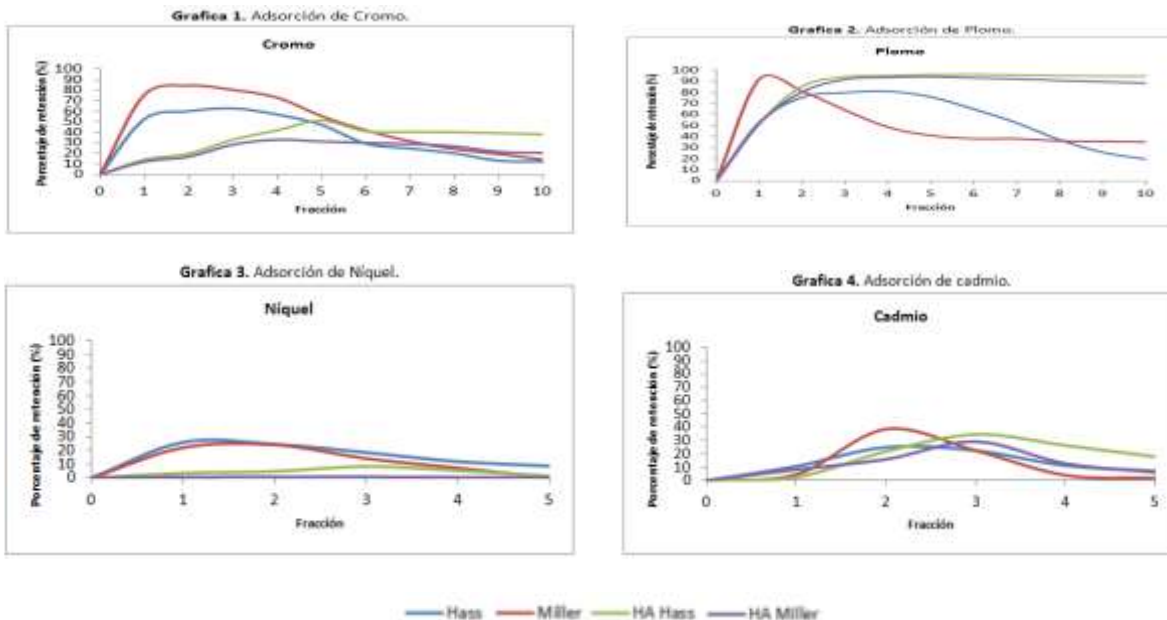 Grafica 1. Adsorción de Cromo.
Cromo
Porcentaje de retención (%)
100
90
80
70
60
50
40
30
20
10
0
0 1 2 3 4 5 6 7 8 9 10
Fracción
Grafica 2. Adsorción de Plomo.
Plomo
Porcentaje de retención (%)
100
90
80
70
60
50
40
30
20
10
0
0 1 2 3 4 5 6 7 8 9 10
Fracción
Grafica 3. Adsorción de Níquel.
Níquel
Porcentaje de retención (%)
100
90
80
70
60
50
40
30
20
10
0
0 1 2 3 4 5
Fracción
Grafica 4. Adsorción de cadmio.
Cadmio
Porcentaje de retención (%)
100
90
80
70
60
50
40
30
20
10
0
0 1 2 3 4 5
Fracción
Hass Miller HA Hass HA Miller